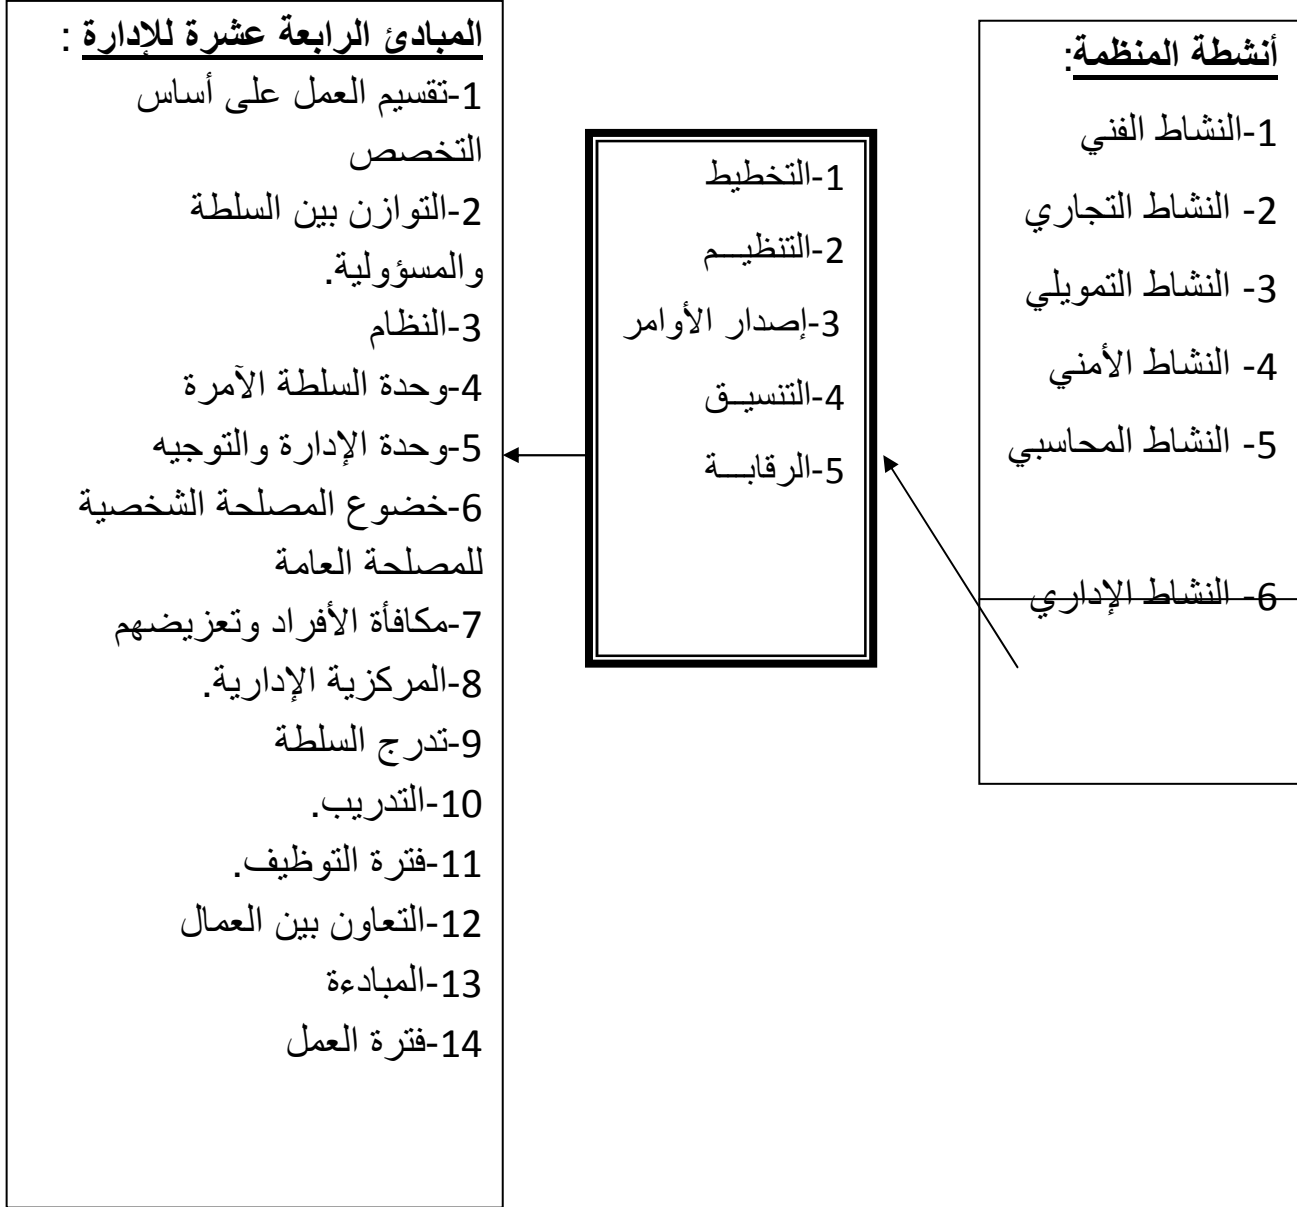 أنشطة المنظمة:
1-النشاط الفني
2- النشاط التجاري
3- النشاط التمويلي
4- النشاط الأمني
5- النشاط المحاسبي
6- النشاط الإداري
1-التخطيط
2-التنظيـــم
3-إصدار الأوامر
4-التنسيــق
5-الرقابـــة
المبادئ الرابعة عشرة للإدارة :
1-تقسيم العمل على أساس
التخصص
2-التوازن بين السلطة
والمسؤولية.
3-النظام
4-وحدة السلطة الآمرة
5-وحدة الإدارة والتوجيه
6-خضوع المصلحة الشخصية
للمصلحة العامة
7-مكافأة الأفراد وتعزيضهم
8-المركزية الإدارية.
9-تدرج السلطة
10-التدريب.
11-فترة التوظيف.
12-التعاون بين العمال
13-المبادءة
14-فترة العمل